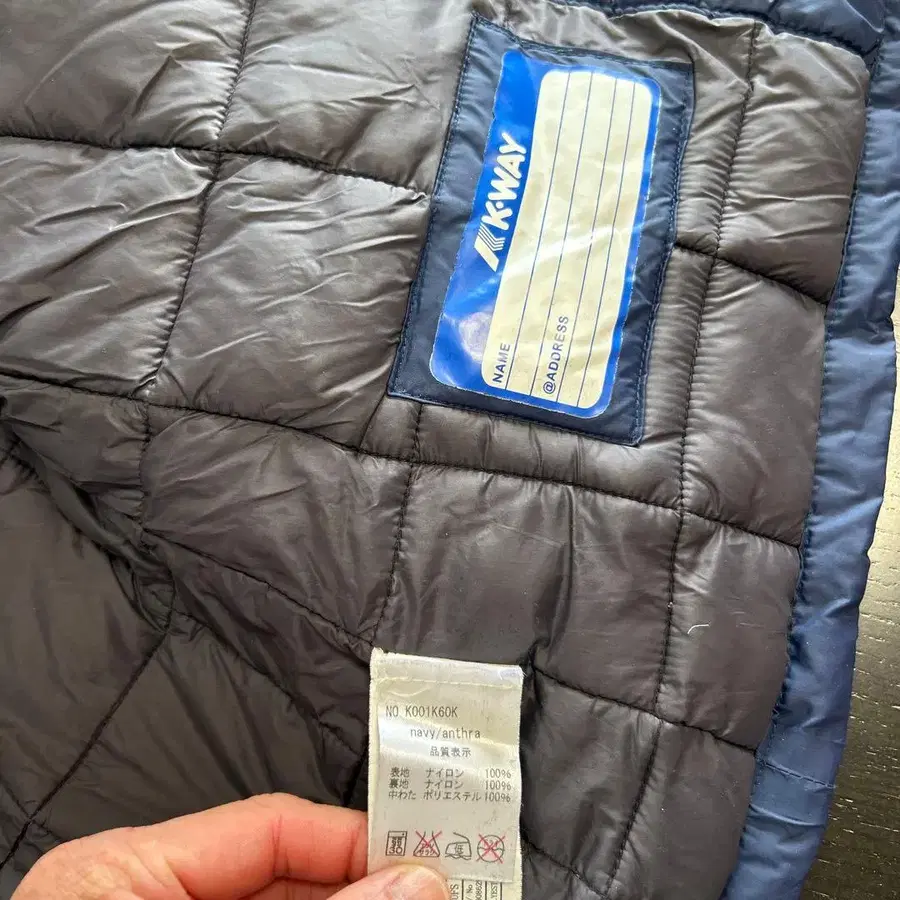 K-WAY
NAME
@ADDRESS
NO K001K60K
navy/anthra
品質表示
表地 ナイロン 100%
裏地 ナイロン 100%
中わた ポリエステル 100%